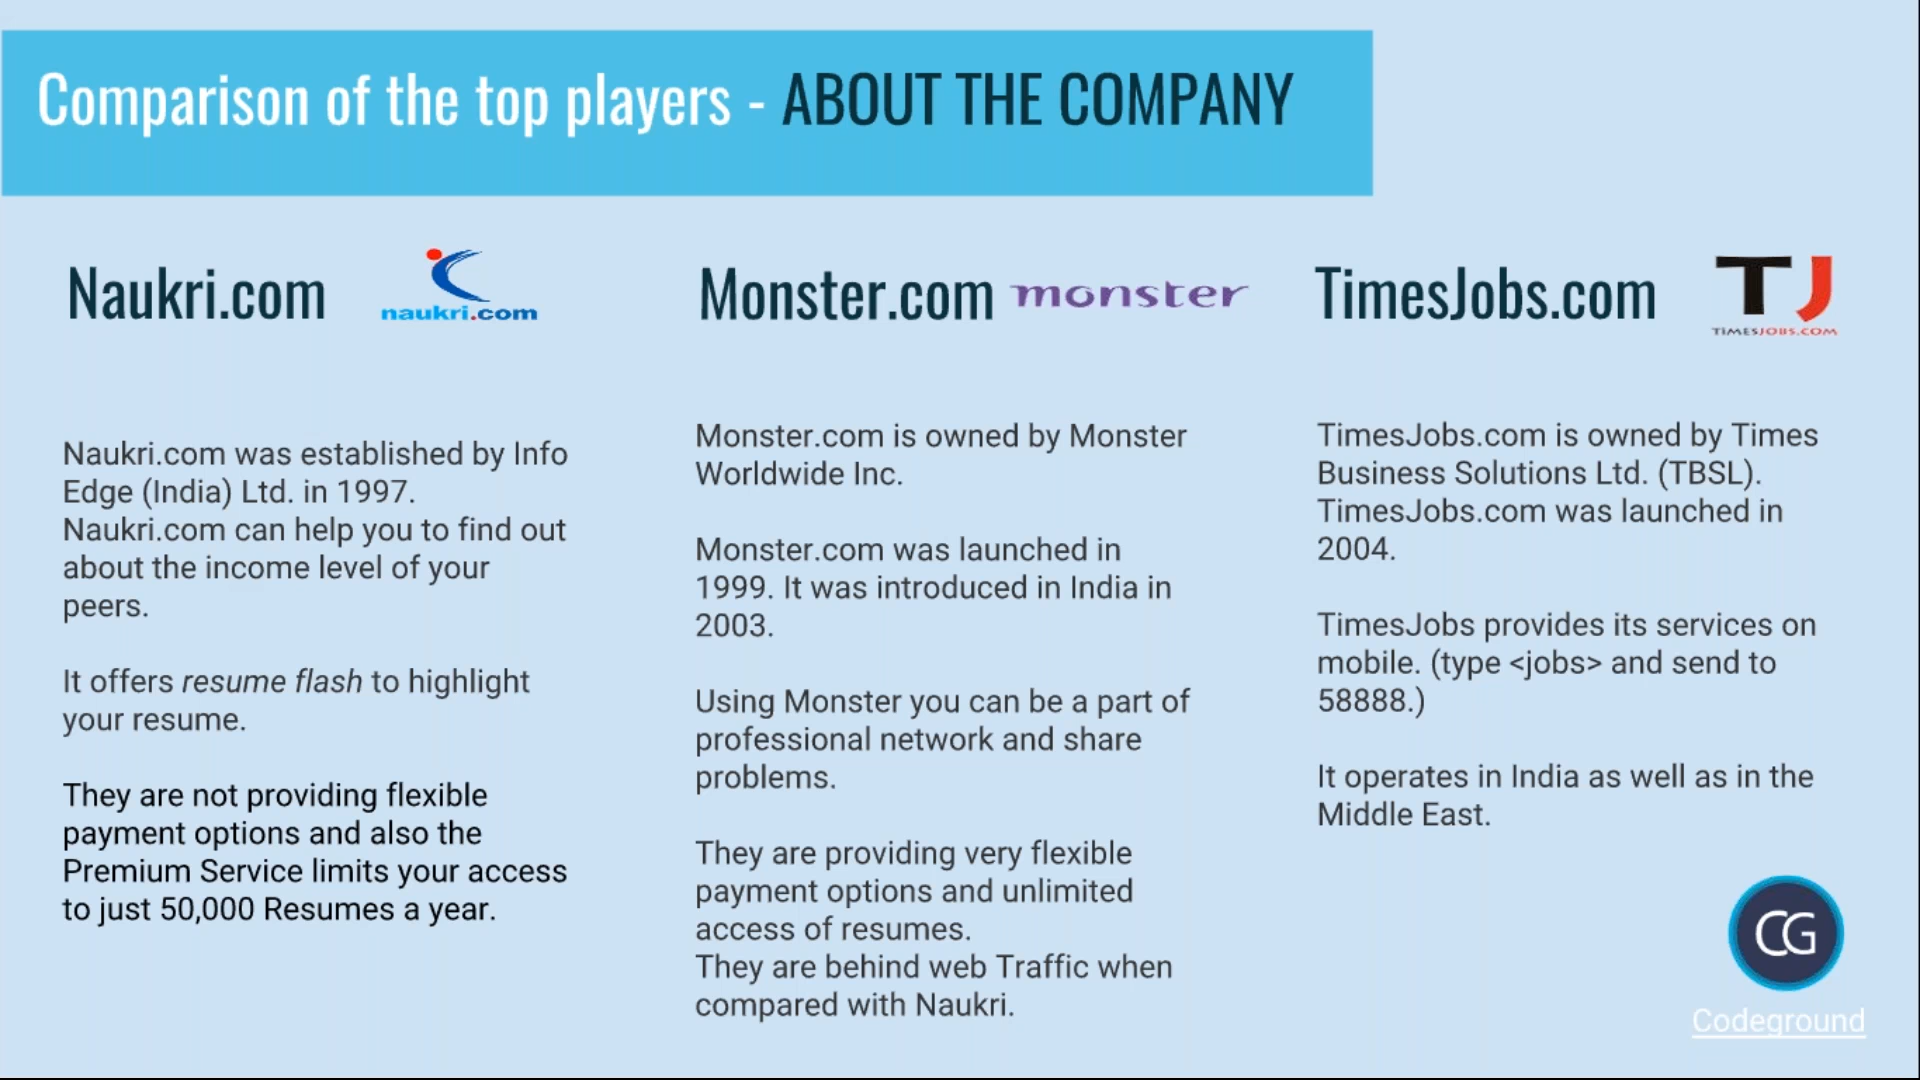 Comparison of the top players - ABOUT THE COMPANY
Naukri.com
naukri.com
Naukri.com was established by Info
Edge (India) Ltd. in 1997.
Naukri.com can help you to find out
about the income level of your
peers.
It offers resume flash to highlight
your resume.
They are not providing flexible
payment options and also the
Premium Service limits your access
to just 50,000 Resumes a year.
Monster.com
monster
Monster.com is owned by Monster
Worldwide Inc.
Monster.com was launched in
1999. It was introduced in India in
2003.
Using Monster you can be a part of
professional network and share
problems.
They are providing very flexible
payment options and unlimited
access of resumes.
They are behind web Traffic when
compared with Naukri.
TimesJobs.com
TJ
TIMESJOBS.COM
TimesJobs.com is owned by Times
Business Solutions Ltd. (TBSL).
TimesJobs.com was launched in
2004.
TimesJobs provides its services on
mobile. (type <jobs> and send to
58888.)
It operates in India as well as in the
Middle East.
CG
Codeground